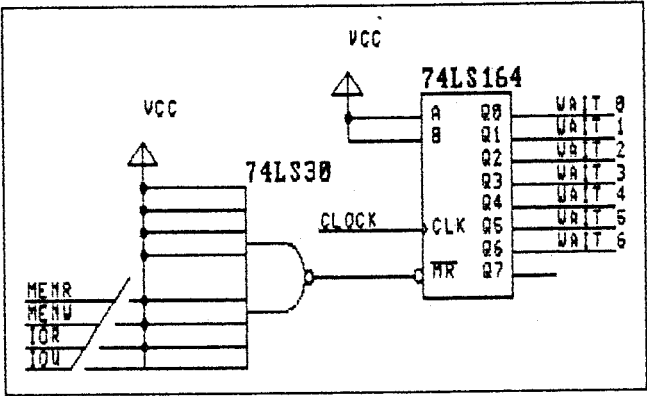 VCC
74LS164
VCC
A Q0 WAIT 0
B Q1 WAIT 1
Q2 WAIT 2
74LS30
Q3 WAIT 3
Q4 WAIT 4
CLOCK CLK Q5 WAIT 5
Q6 WAIT 6
MR Q7
MEMR
MEMW
IOR
IOW